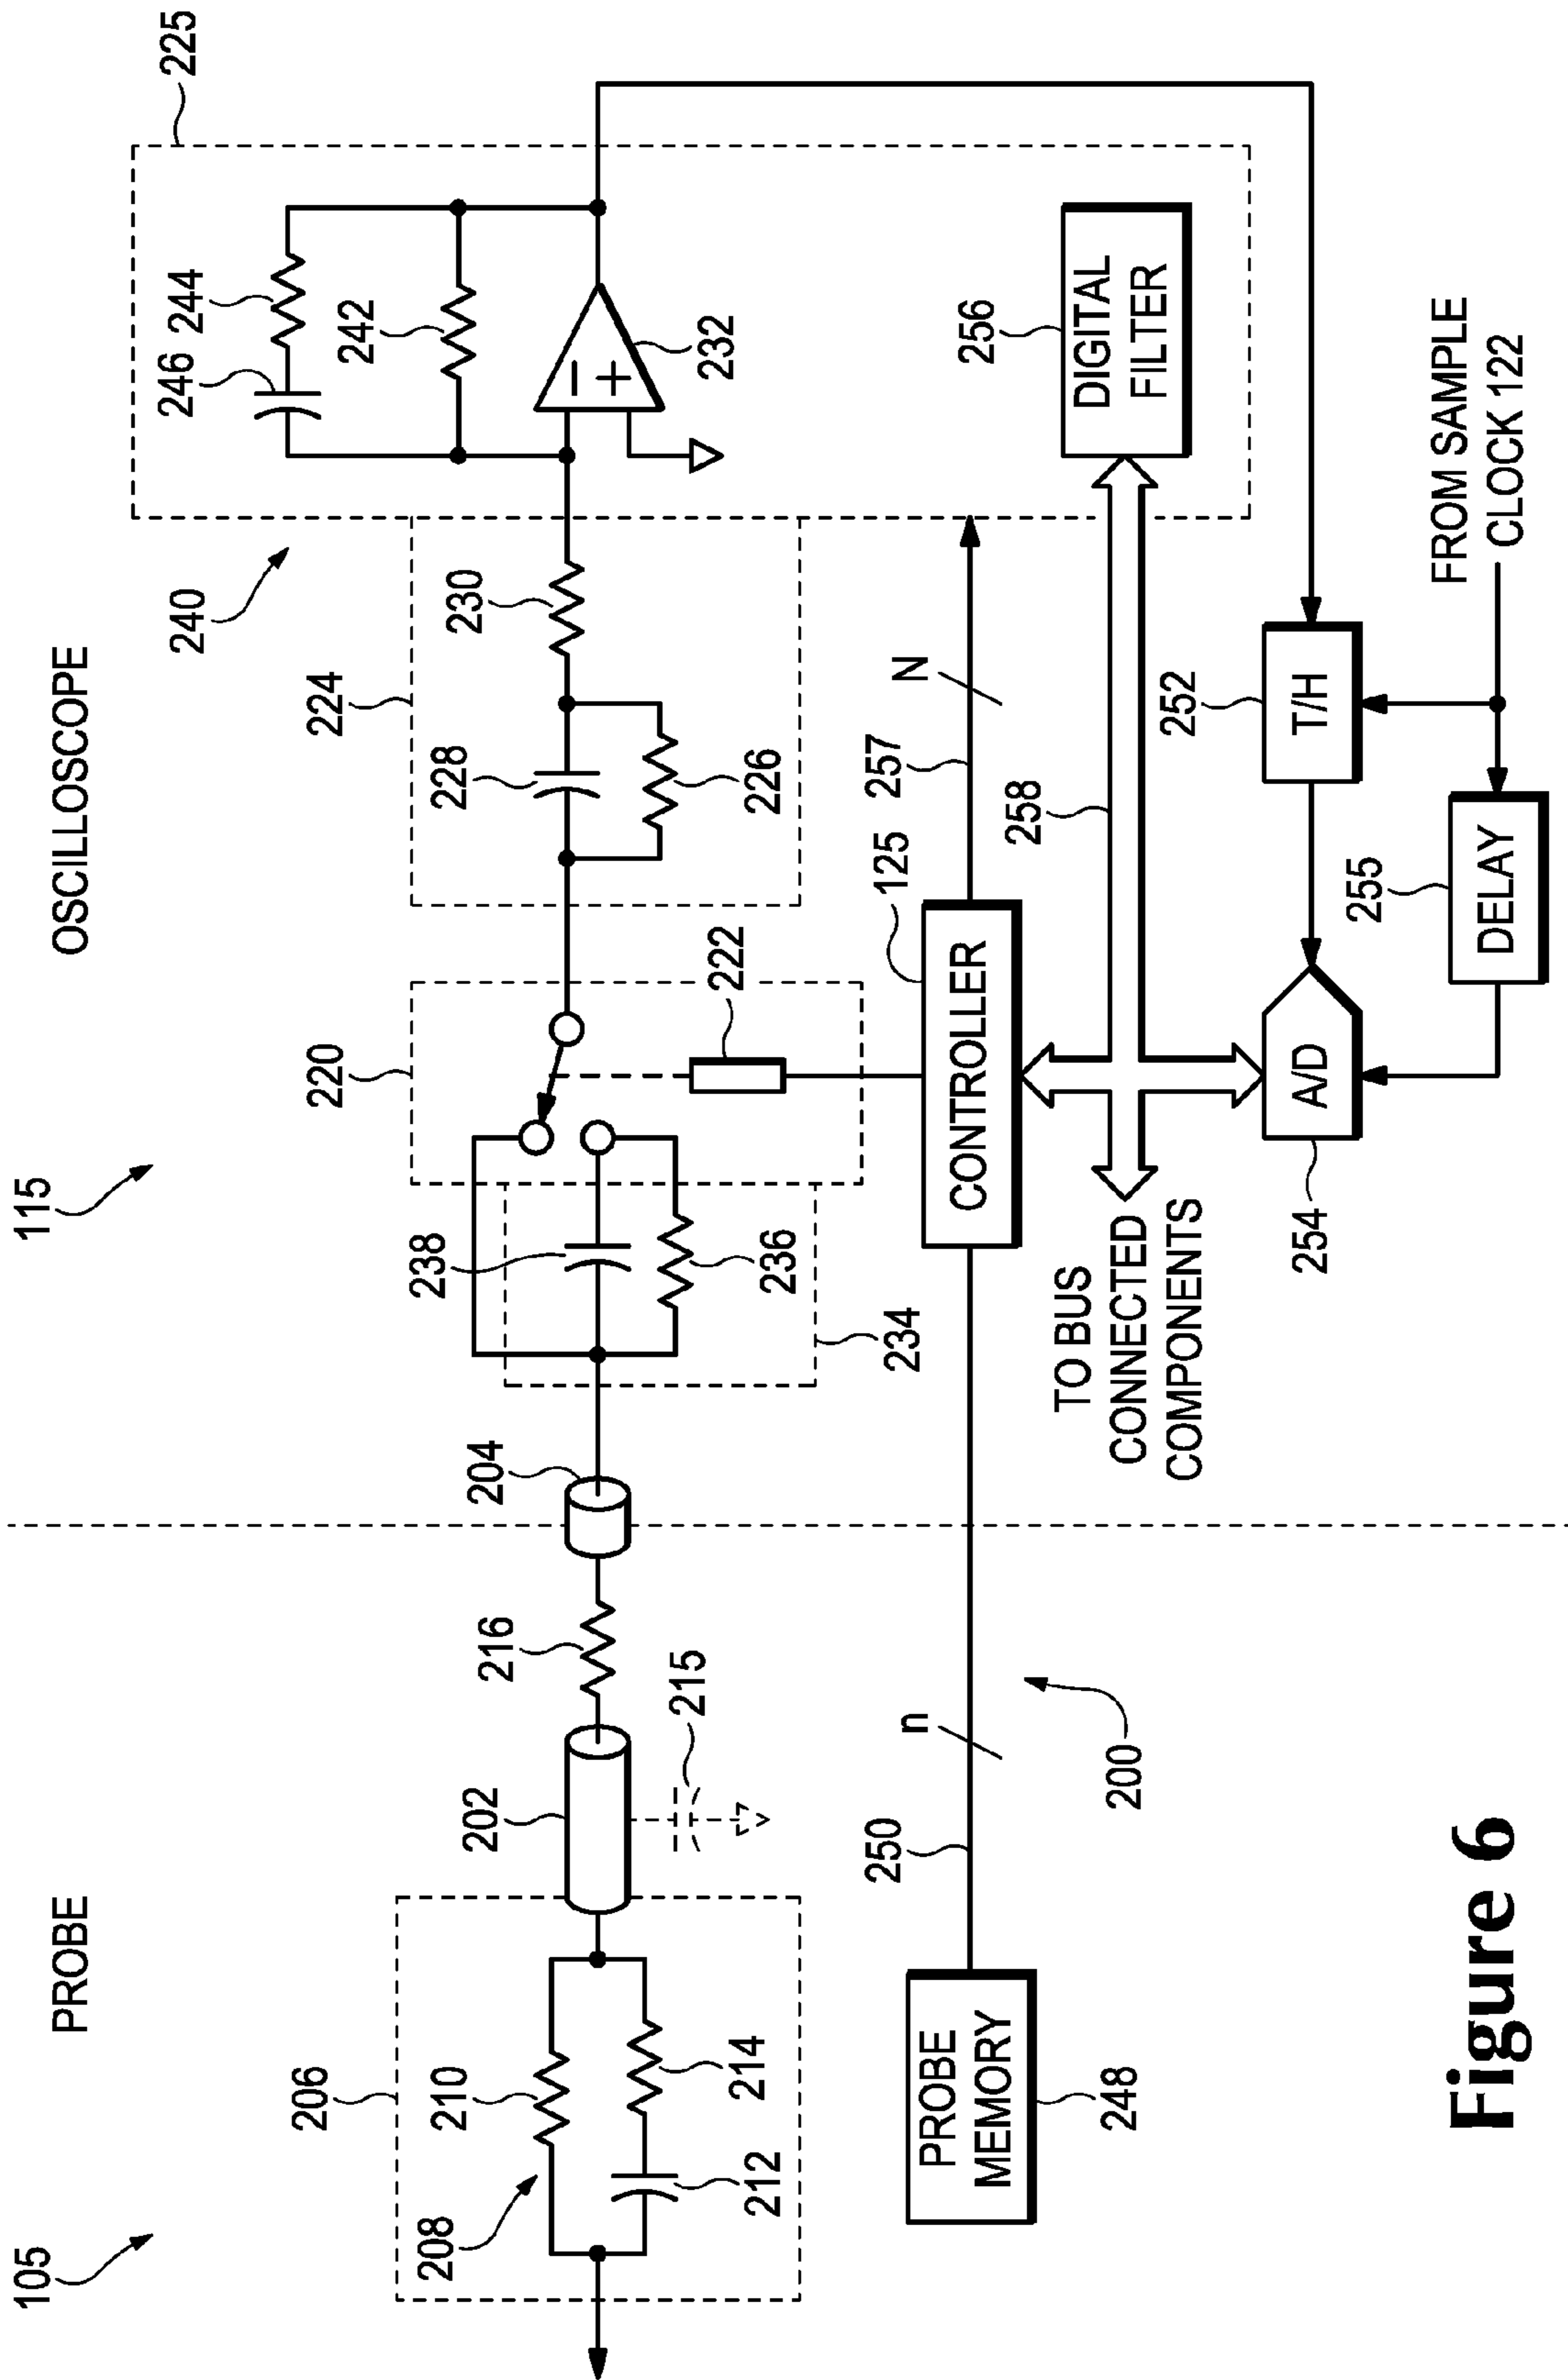 PROBE
OSCILLOSCOPE
105
115
206
208
210
212
214
202
215
216
204
220
222
234
236
238
224
228
226
230
240
225
246
244
242
232
−
+
PROBE
MEMORY
248
250
n
200
CONTROLLER
125
257
N
258
DIGITAL
FILTER
256
TO BUS
CONNECTED
COMPONENTS
A/D
254
T/H
252
DELAY
255
FROM SAMPLE
CLOCK 122
Figure 6